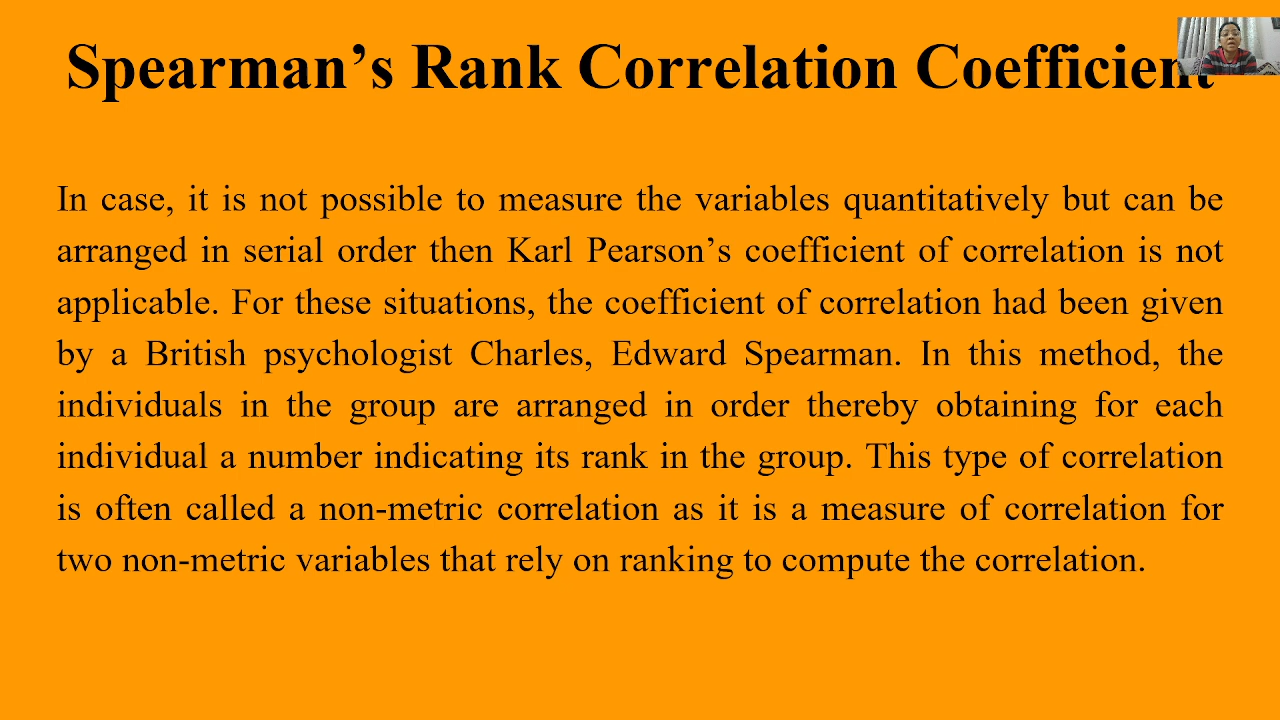 Spearman’s Rank Correlation Coefficient
In case, it is not possible to measure the variables quantitatively but can be
arranged in serial order then Karl Pearson’s coefficient of correlation is not
applicable. For these situations, the coefficient of correlation had been given
by a British psychologist Charles, Edward Spearman. In this method, the
individuals in the group are arranged in order thereby obtaining for each
individual a number indicating its rank in the group. This type of correlation
is often called a non-metric correlation as it is a measure of correlation for
two non-metric variables that rely on ranking to compute the correlation.